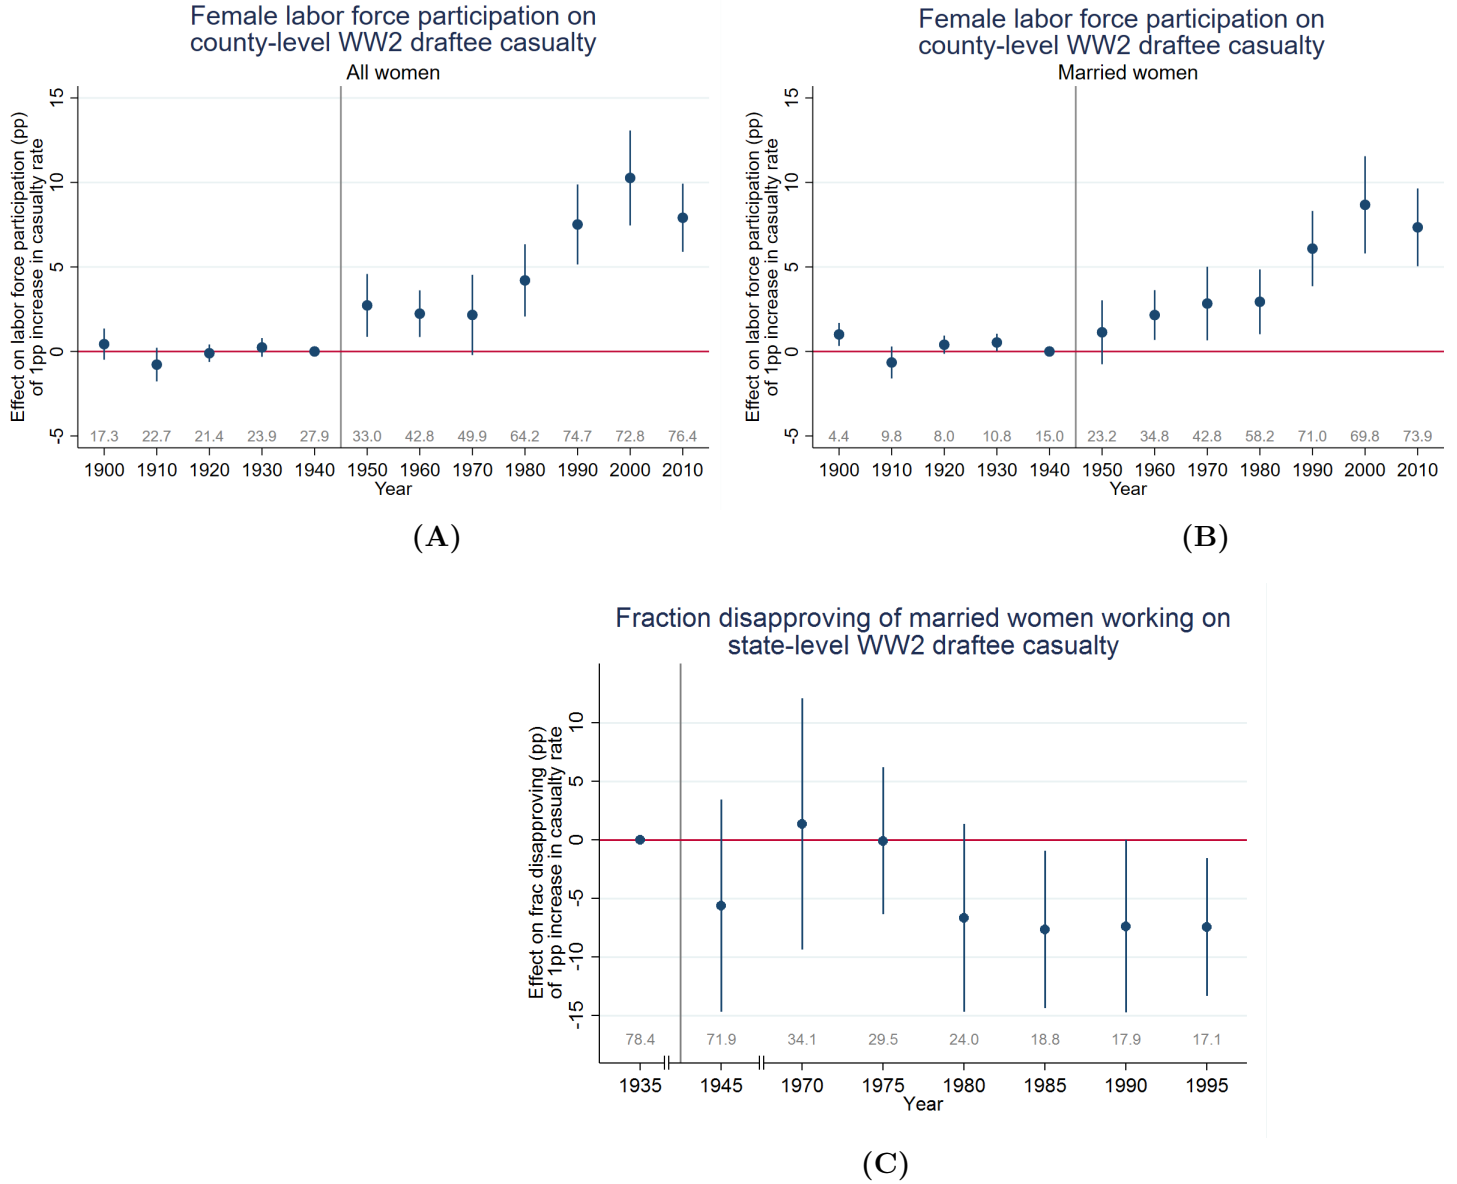 Female labor force participation on
county-level WW2 draftee casualty
All women
Effect on labor force participation (pp)
of 1pp increase in casualty rate
15
10
5
0
-5
17.3 22.7 21.4 23.9 27.9 33.0 42.8 49.9 64.2 74.7 72.8 76.4
1900 1910 1920 1930 1940 1950 1960 1970 1980 1990 2000 2010
Year
(A)
Female labor force participation on
county-level WW2 draftee casualty
Married women
Effect on labor force participation (pp)
of 1pp increase in casualty rate
15
10
5
0
-5
4.4 9.8 8.0 10.8 15.0 23.2 34.8 42.8 58.2 71.0 69.8 73.9
1900 1910 1920 1930 1940 1950 1960 1970 1980 1990 2000 2010
Year
(B)
Fraction disapproving of married women working on
state-level WW2 draftee casualty
Effect on frac disapproving (pp)
of 1pp increase in casualty rate
10
5
0
-5
-10
-15
78.4 71.9 34.1 29.5 24.0 18.8 17.9 17.1
1935 1945 1970 1975 1980 1985 1990 1995
Year
(C)